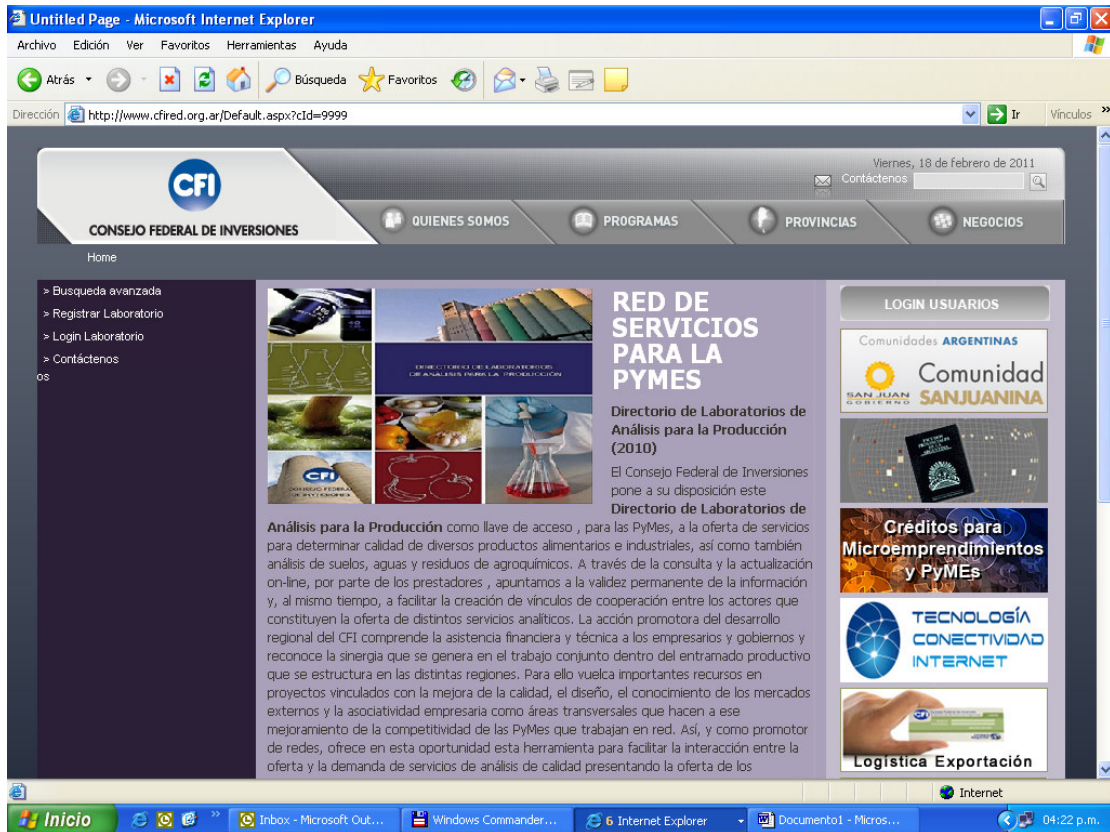 Untitled Page - Microsoft Internet Explorer
Archivo Edición Ver Favoritos Herramientas Ayuda
Atrás Búsqueda Favoritos
Dirección http://www.cfired.org.ar/Default.aspx?cId=9999 Ir Vínculos »
Viernes, 18 de febrero de 2011
Contáctenos
CFI
CONSEJO FEDERAL DE INVERSIONES
QUIENES SOMOS PROGRAMAS PROVINCIAS NEGOCIOS
Home
> Busqueda avanzada
> Registrar Laboratorio
> Login Laboratorio
> Contáctenos
os
DIRECTORIO DE LABORATORIOS
DE ANALISIS PARA LA PRODUCCIÓN
CFI
CONSEJO FEDERAL
DE INVERSIONES
RED DE
SERVICIOS
PARA LA
PYMES
Directorio de Laboratorios de
Análisis para la Producción
(2010)
El Consejo Federal de Inversiones
pone a su disposición este
Directorio de Laboratorios de
Análisis para la Producción como llave de acceso , para las PyMes, a la oferta de servicios
para determinar calidad de diversos productos alimentarios e industriales, así como también
análisis de suelos, aguas y residuos de agroquímicos. A través de la consulta y la actualización
on-line, por parte de los prestadores , apuntamos a la validez permanente de la información
y, al mismo tiempo, a facilitar la creación de vínculos de cooperación entre los actores que
constituyen la oferta de distintos servicios analíticos. La acción promotora del desarrollo
regional del CFI comprende la asistencia financiera y técnica a los empresarios y gobiernos y
reconoce la sinergia que se genera en el trabajo conjunto dentro del entramado productivo
que se estructura en las distintas regiones. Para ello vuelca importantes recursos en
proyectos vinculados con la mejora de la calidad, el diseño, el conocimiento de los mercados
externos y la asociatividad empresaria como áreas transversales que hacen a ese
mejoramiento de la competitividad de las PyMes que trabajan en red. Así, y como promotor
de redes, ofrece en esta oportunidad esta herramienta para facilitar la interacción entre la
oferta y la demanda de servicios de análisis de calidad presentando la oferta de los
LOGIN USUARIOS
Comunidades ARGENTINAS
SAN JUAN
GOBIERNO
Comunidad
SANJUANINA
Créditos para
Microemprendimientos
y PyMEs
TECNOLOGÍA
CONECTIVIDAD
INTERNET
CFI
Logística Exportación
Internet
Inicio » Inbox - Microsoft Out... Windows Commander... 6 Internet Explorer Documento1 - Micros... 04:22 p.m.